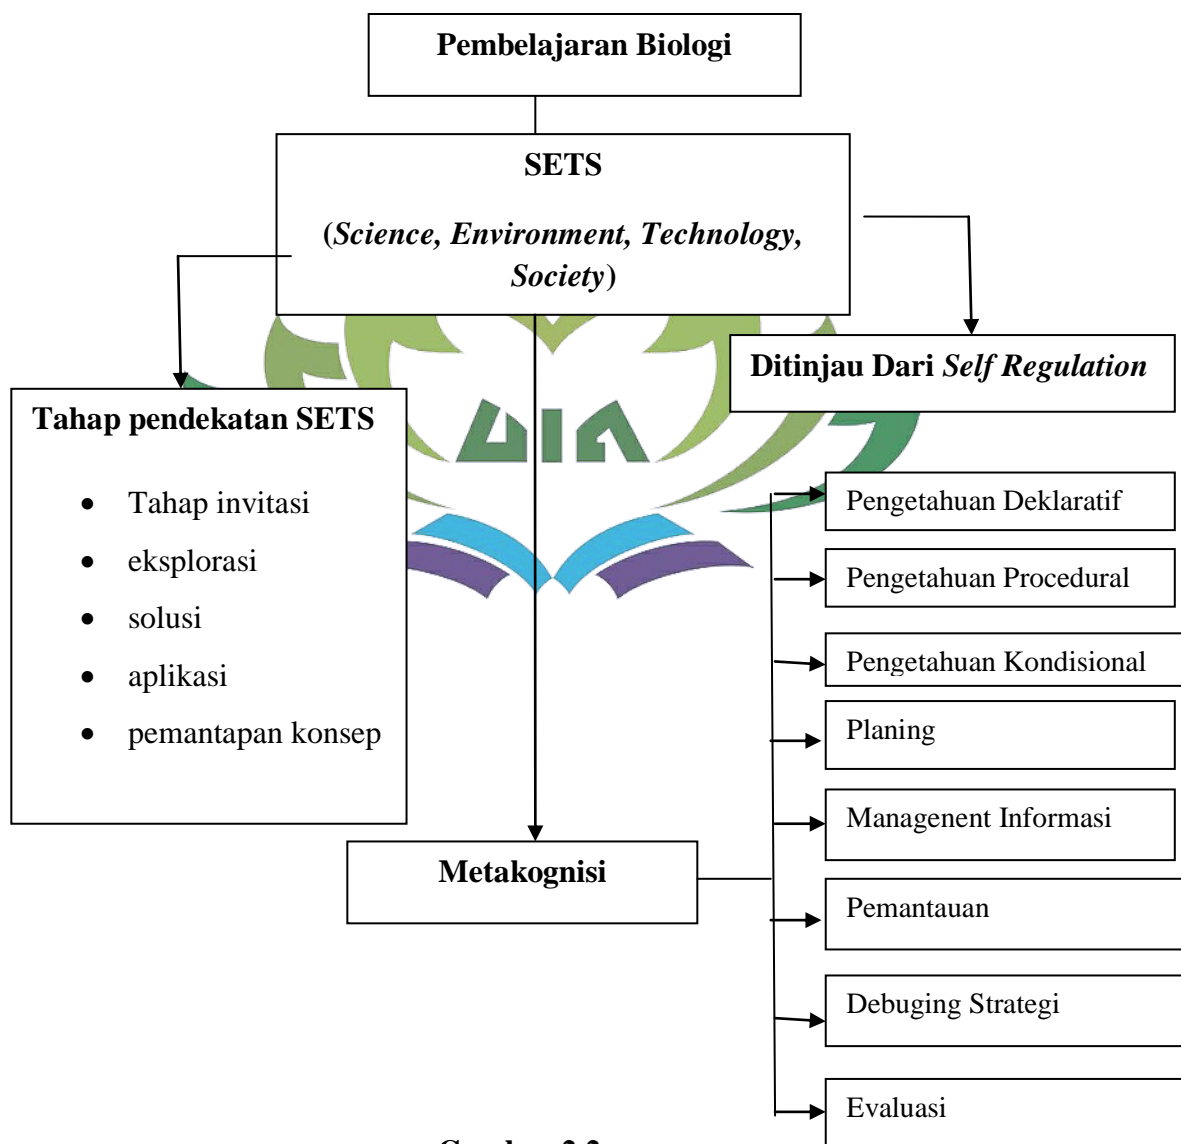 Pembelajaran Biologi
SETS
(Science, Environment, Technology,
Society)
Ditinjau Dari Self Regulation
Tahap pendekatan SETS
• Tahap invitasi
• eksplorasi
• solusi
• aplikasi
• pemantapan konsep
UIN
Metakognisi
Pengetahuan Deklaratif
Pengetahuan Procedural
Pengetahuan Kondisional
Planing
Managenent Informasi
Pemantauan
Debuging Strategi
Evaluasi